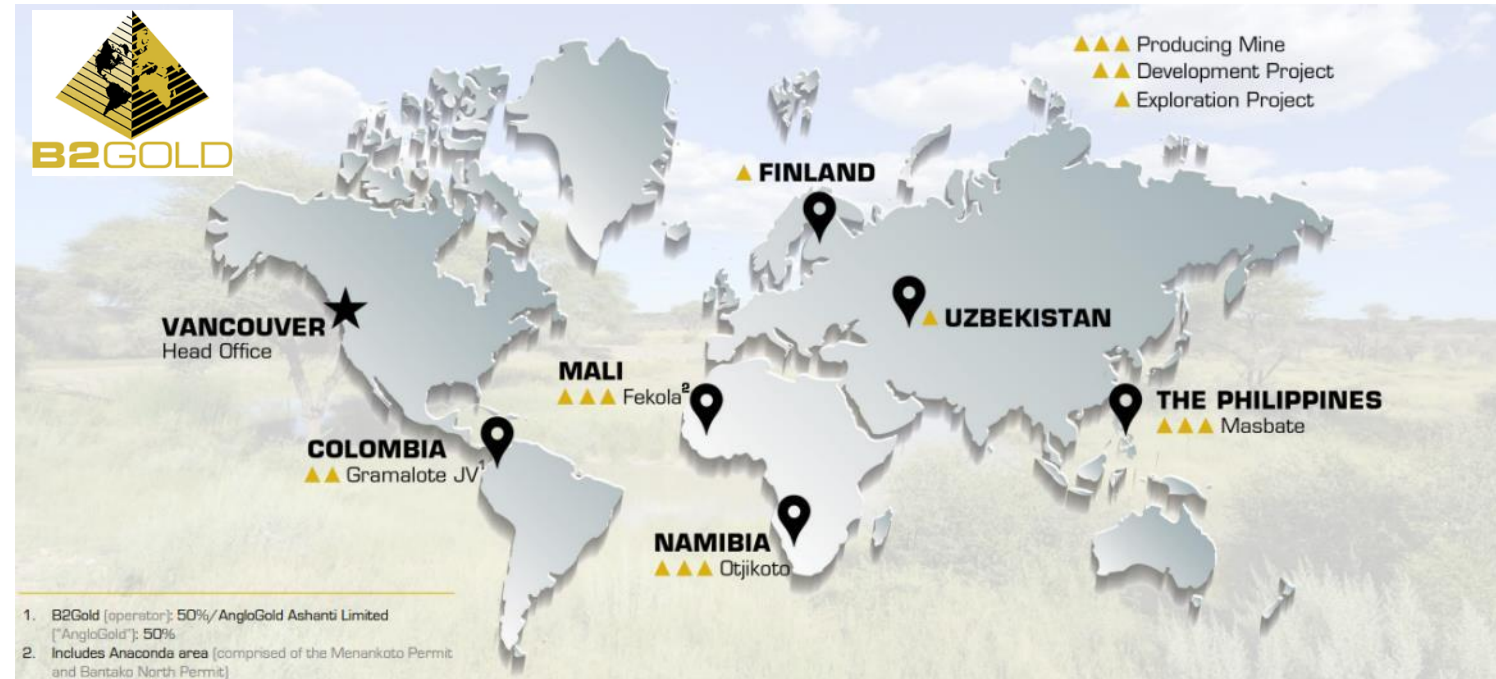 B2GOLD
▲▲▲ Producing Mine
▲▲ Development Project
▲ Exploration Project
▲ FINLAND
▲ UZBEKISTAN
VANCOUVER
Head Office
MALI
▲▲▲ Fekola²
THE PHILIPPINES
▲▲▲ Masbate
COLOMBIA
▲▲ Gramalote JV¹
NAMIBIA
▲▲▲ Otjikoto
1. B2Gold (operator): 50%/AngloGold Ashanti Limited
("AngloGold"): 50%
2. Includes Anaconda area (comprised of the Menankoto Permit
and Bantako North Permit)